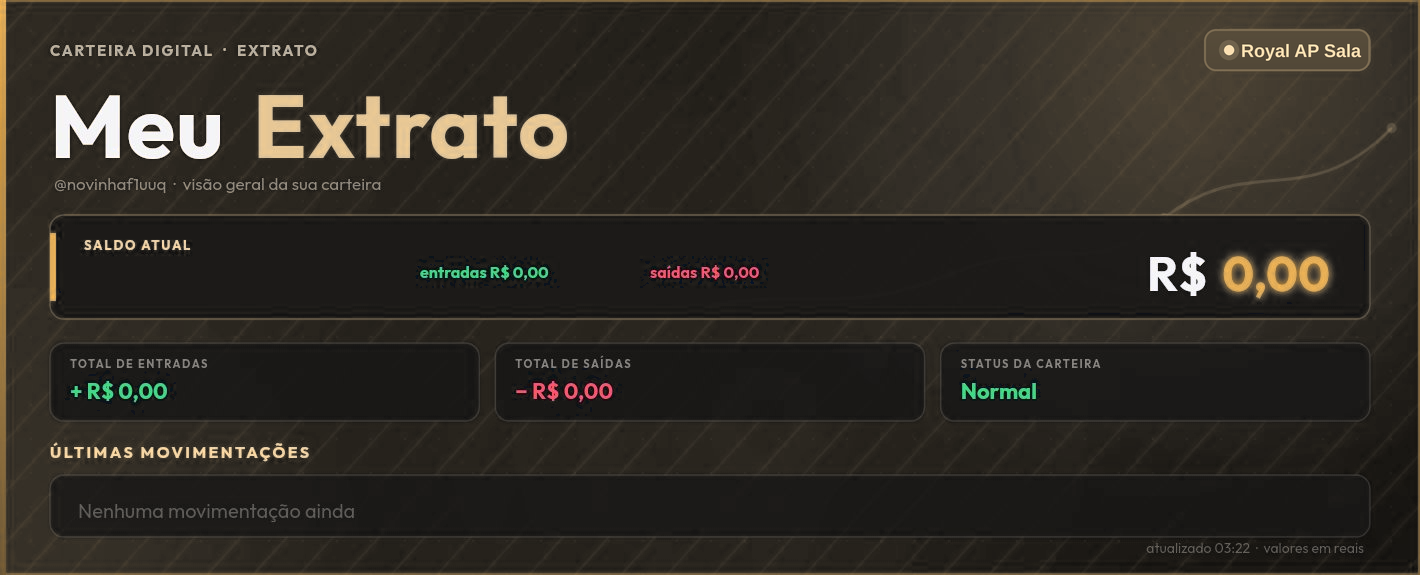 CARTEIRA DIGITAL · EXTRATO
Royal AP Sala
Meu Extrato
@novinhaf1uuq · visão geral da sua carteira
SALDO ATUAL
entradas R$ 0,00
saídas R$ 0,00
R$ 0,00
TOTAL DE ENTRADAS
+ R$ 0,00
TOTAL DE SAÍDAS
− R$ 0,00
STATUS DA CARTEIRA
Normal
ÚLTIMAS MOVIMENTAÇÕES
Nenhuma movimentação ainda
atualizado 03:22 · valores em reais